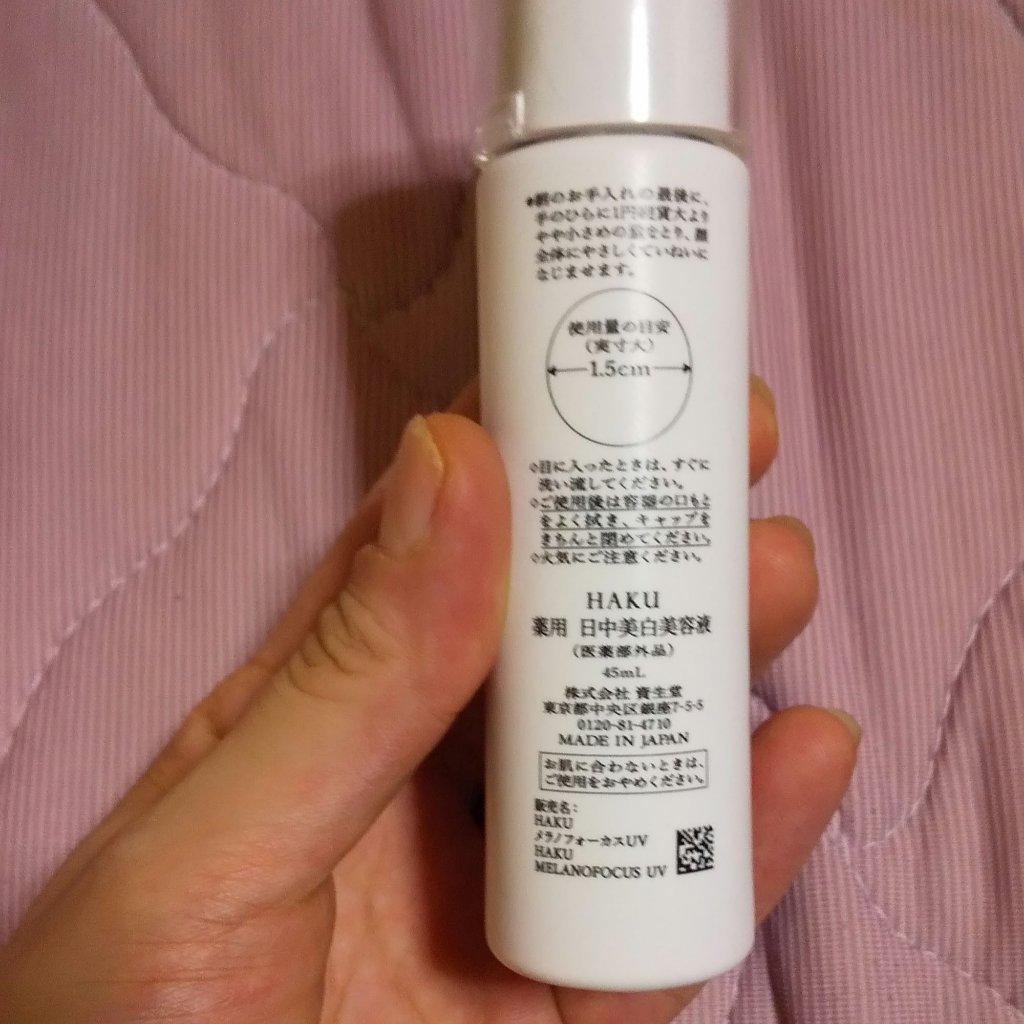 ●朝のお手入れの最後に、
手のひらに1円硬貨大より
やや小さめの量をとり、顔
全体にやさしくていねいに
なじませます。
使用量の目安
(実寸大)
1.5cm
◇目に入ったときは、すぐに
洗い流してください。
◇ご使用後は容器の口もと
をよく拭き、キャップを
きちんと閉めてください。
◇火気にご注意ください。
HAKU
薬用 日中美白美容液
(医薬部外品)
45mL
株式会社 資生堂
東京都中央区銀座7-5-5
0120-81-4710
MADE IN JAPAN
お肌に合わないときは、
ご使用をおやめください。
販売名:
HAKU
メラノフォーカスUV
HAKU
MELANOFOCUS UV